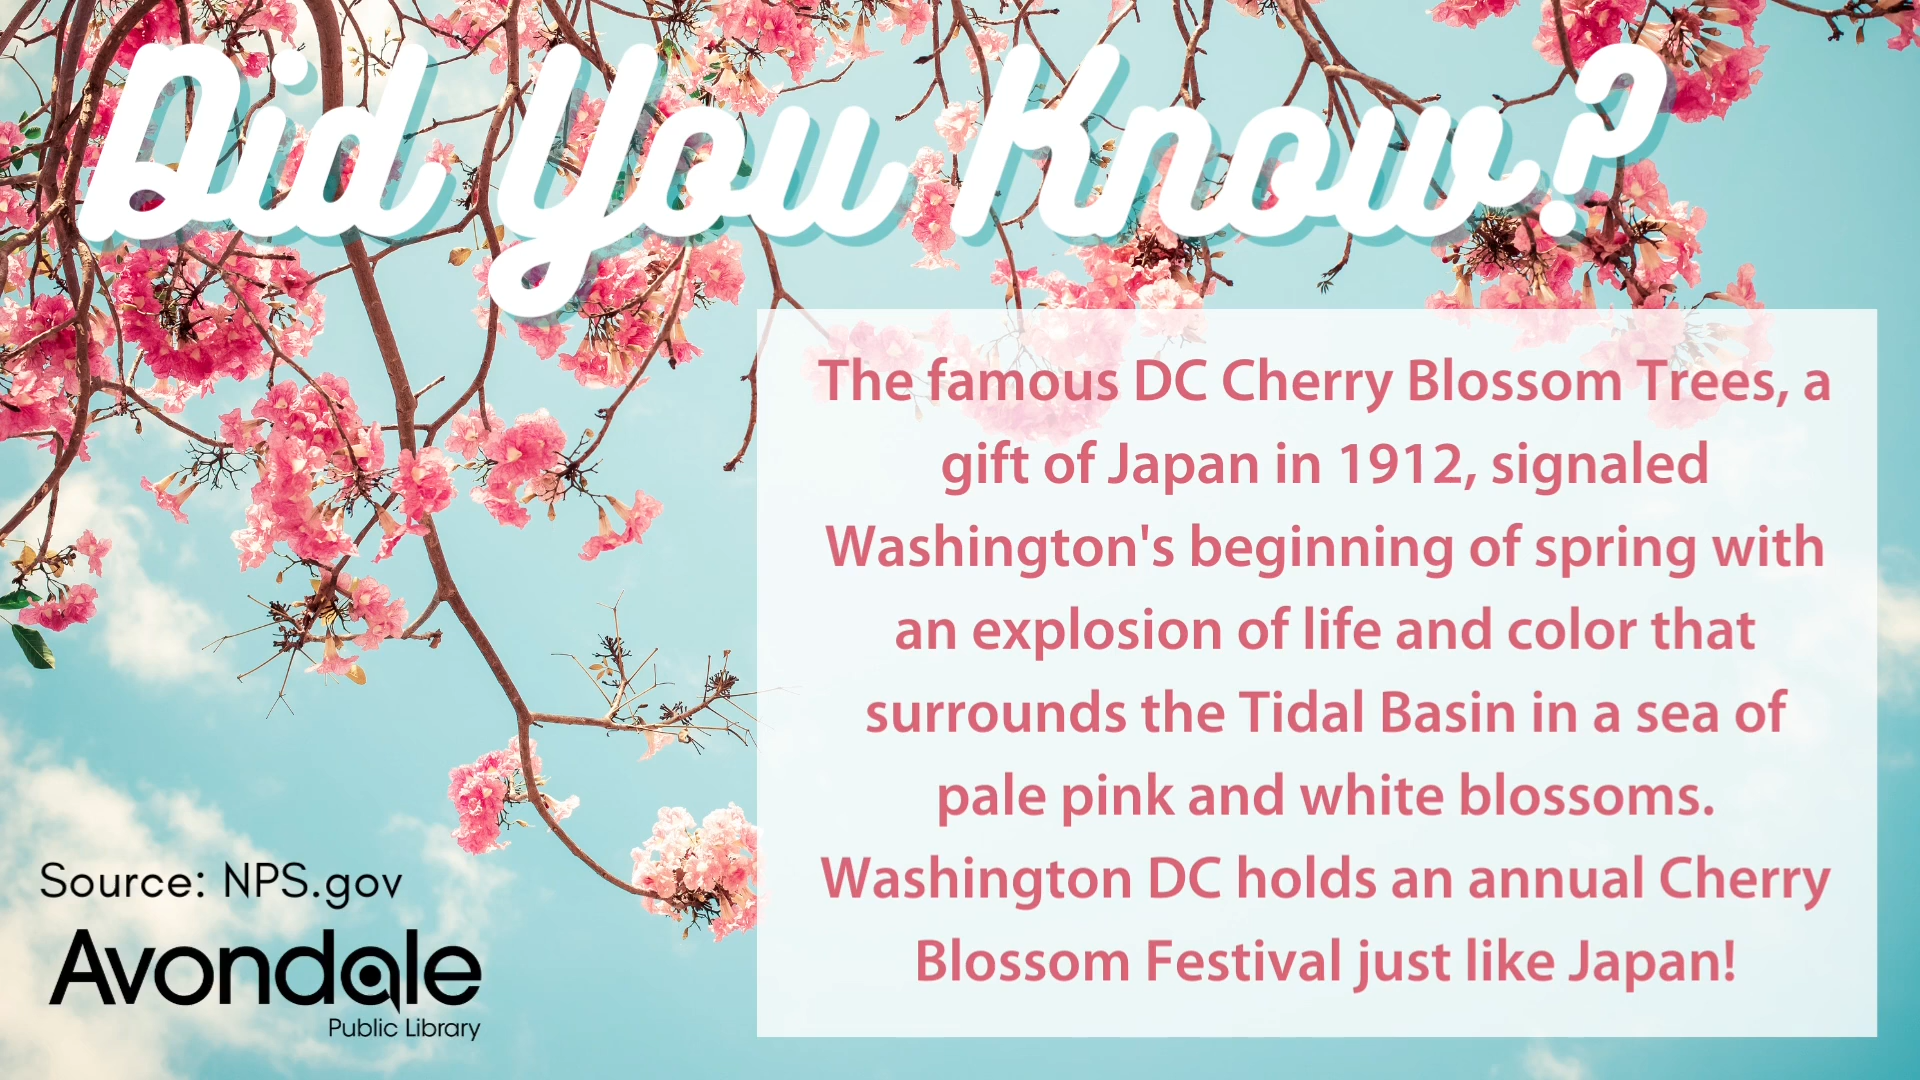 Did You Know?
The famous DC Cherry Blossom Trees, a
gift of Japan in 1912, signaled
Washington's beginning of spring with
an explosion of life and color that
surrounds the Tidal Basin in a sea of
pale pink and white blossoms.
Washington DC holds an annual Cherry
Blossom Festival just like Japan!
Source: NPS.gov
Avondale
Public Library